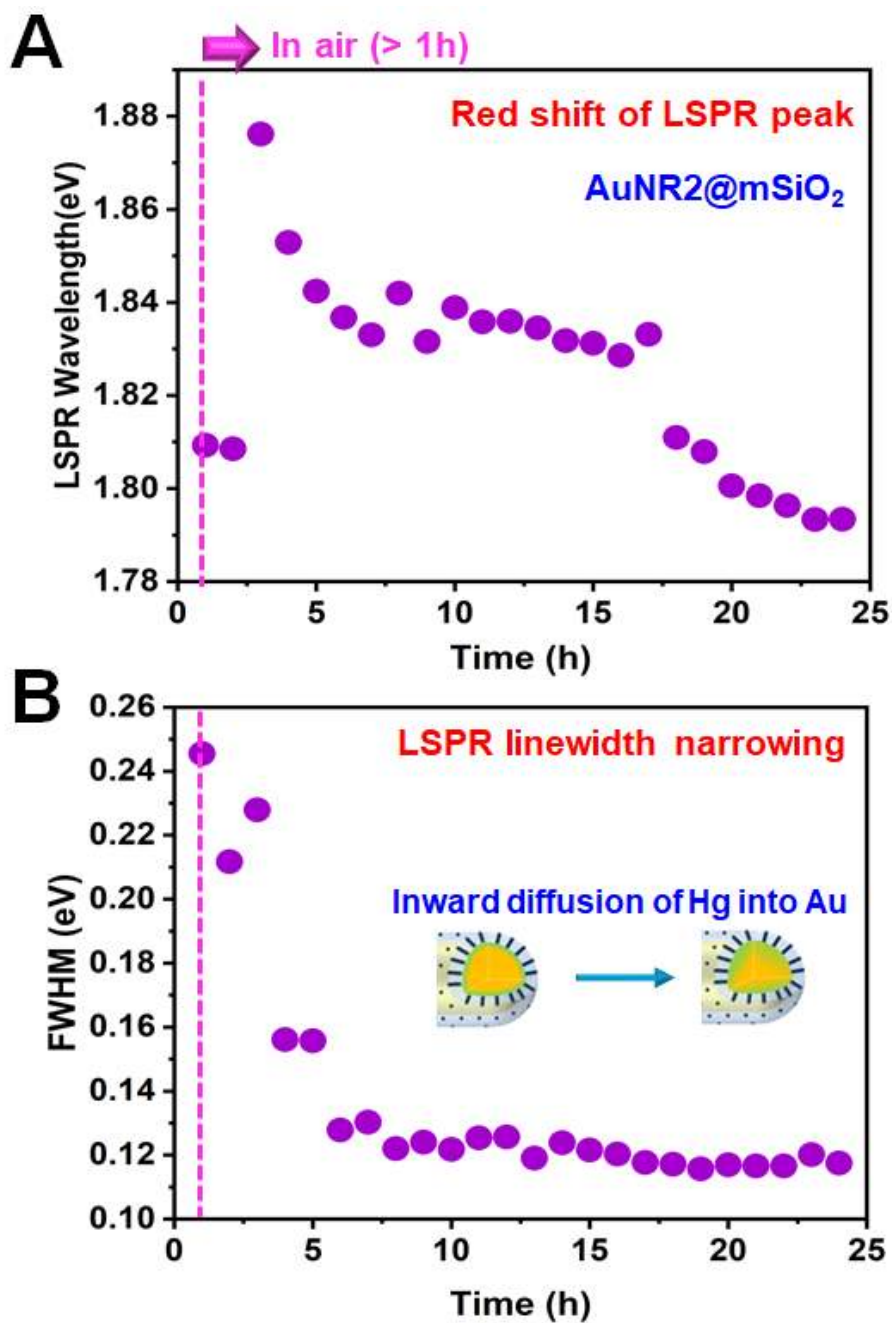 A
In air (> 1h)
Red shift of LSPR peak
AuNR2@mSiO₂
LSPR Wavelength(eV)
1.88
1.86
1.84
1.82
1.80
1.78
0 5 10 15 20 25
Time (h)
B
LSPR linewidth narrowing
Inward diffusion of Hg into Au
FWHM (eV)
0.26
0.24
0.22
0.20
0.18
0.16
0.14
0.12
0.10
0 5 10 15 20 25
Time (h)